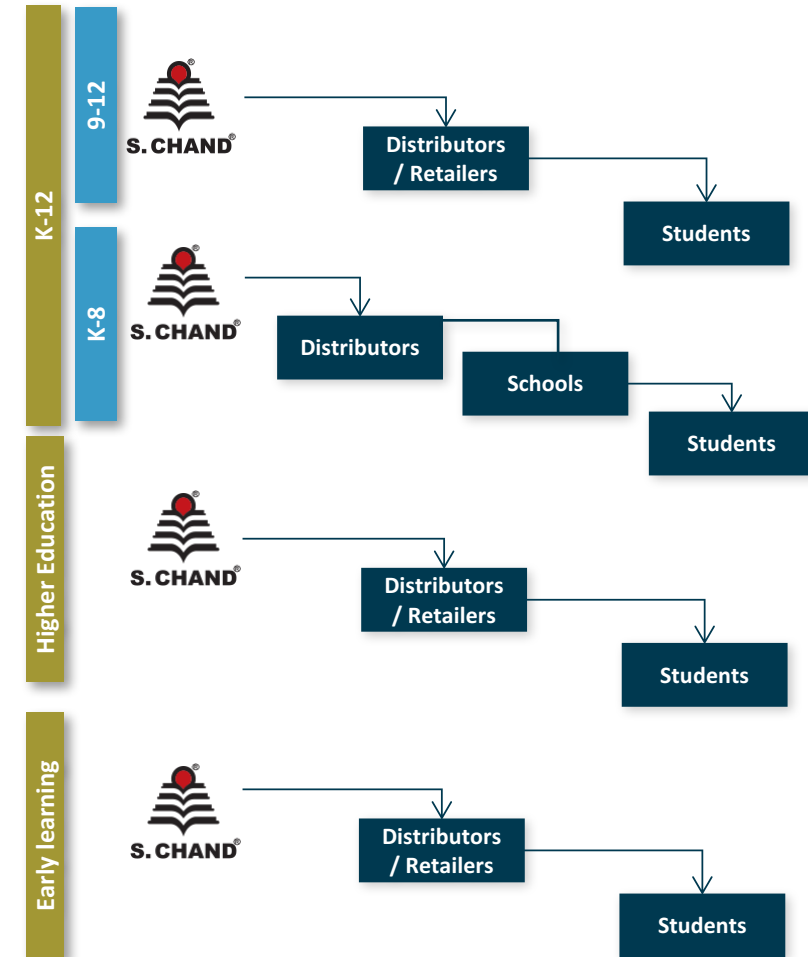 K-12
9-12
S.CHAND®
Distributors
/ Retailers
Students
K-8
S.CHAND®
Distributors
Schools
Students
Higher Education
S.CHAND®
Distributors
/ Retailers
Students
Early learning
S.CHAND®
Distributors
/ Retailers
Students